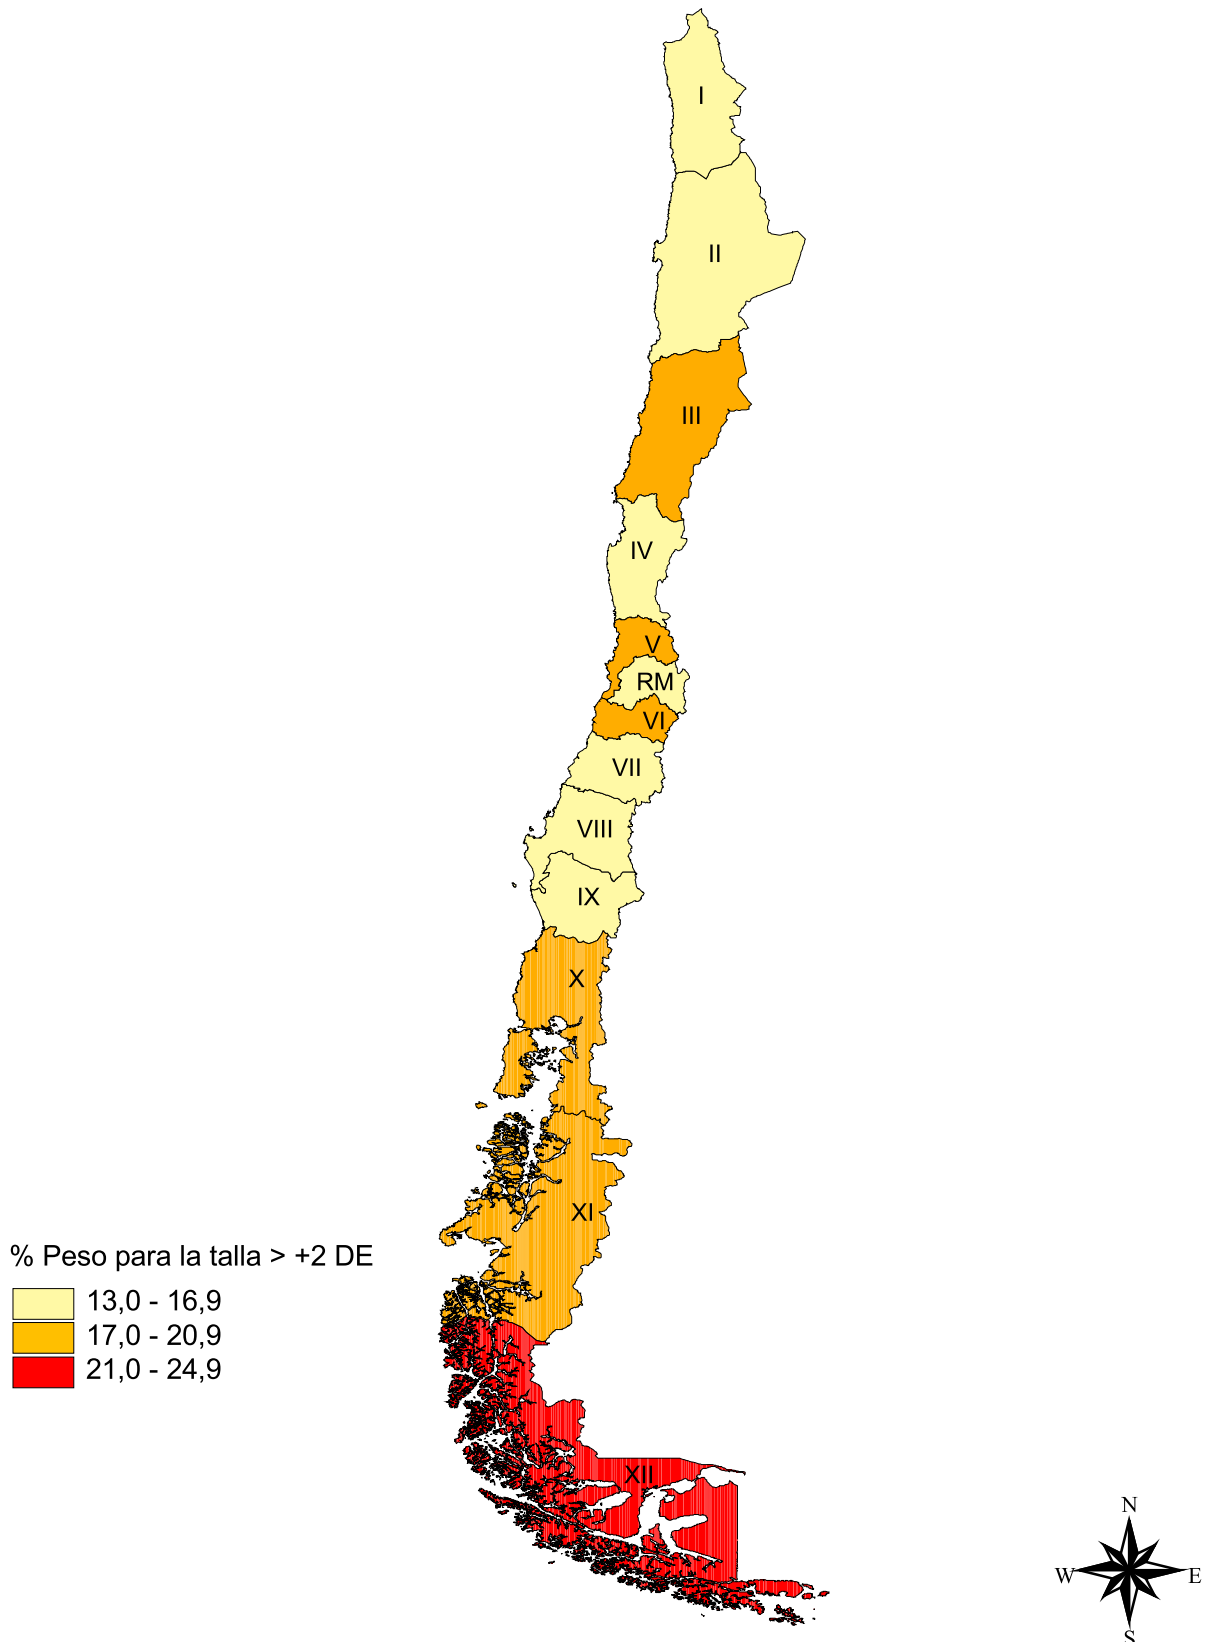 I
II
III
IV
V
RM
VI
VII
VIII
IX
X
XI
% Peso para la talla > +2 DE
13,0 - 16,9
17,0 - 20,9
21,0 - 24,9
XII
N
W E
S